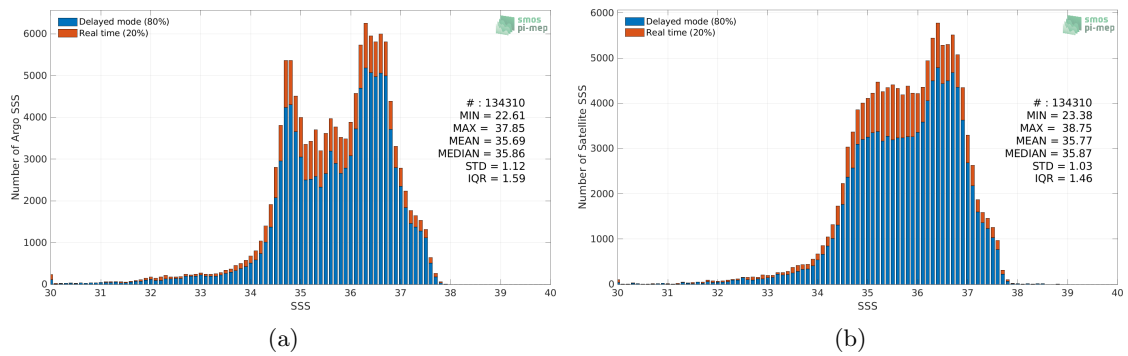 Delayed mode (80%)
Real time (20%)
smos
pi-mep
6000
5000
4000
3000
2000
1000
0
Number of Argo SSS
# : 134310
MIN = 22.61
MAX = 37.85
MEAN = 35.69
MEDIAN = 35.86
STD = 1.12
IQR = 1.59
30 31 32 33 34 35 36 37 38 39 40
SSS
(a)
Delayed mode (80%)
Real time (20%)
smos
pi-mep
6000
5000
4000
3000
2000
1000
0
Number of Satellite SSS
# : 134310
MIN = 23.38
MAX = 38.75
MEAN = 35.77
MEDIAN = 35.87
STD = 1.03
IQR = 1.46
30 31 32 33 34 35 36 37 38 39 40
SSS
(b)